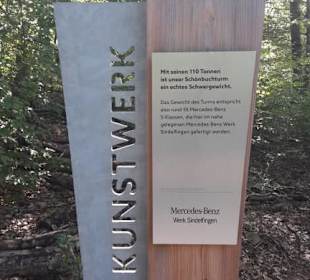 KUNSTWERK
Mit seinen 110 Tonnen
ist unser Schönbuchturm
ein echtes Schwergewicht.
Das Gewicht des Turms entspricht
also rund 55 Mercedes-Benz
S-Klassen, die hier im nahe
gelegenen Mercedes-Benz Werk
Sindelfingen gefertigt werden.
Mercedes-Benz
Werk Sindelfingen